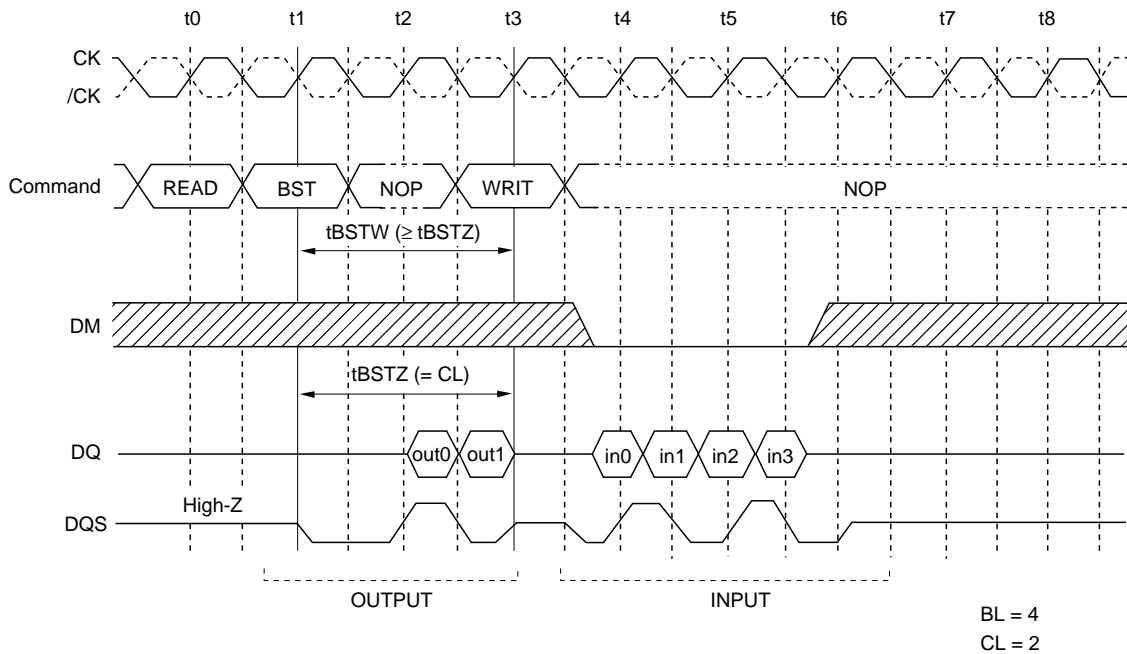 t0 t1 t2 t3 t4 t5 t6 t7 t8
CK
/CK
Command READ BST NOP WRIT NOP
tBSTW (≥ tBSTZ)
DM
tBSTZ (= CL)
DQ out0 out1 in0 in1 in2 in3
High-Z
DQS
OUTPUT INPUT
BL = 4
CL = 2